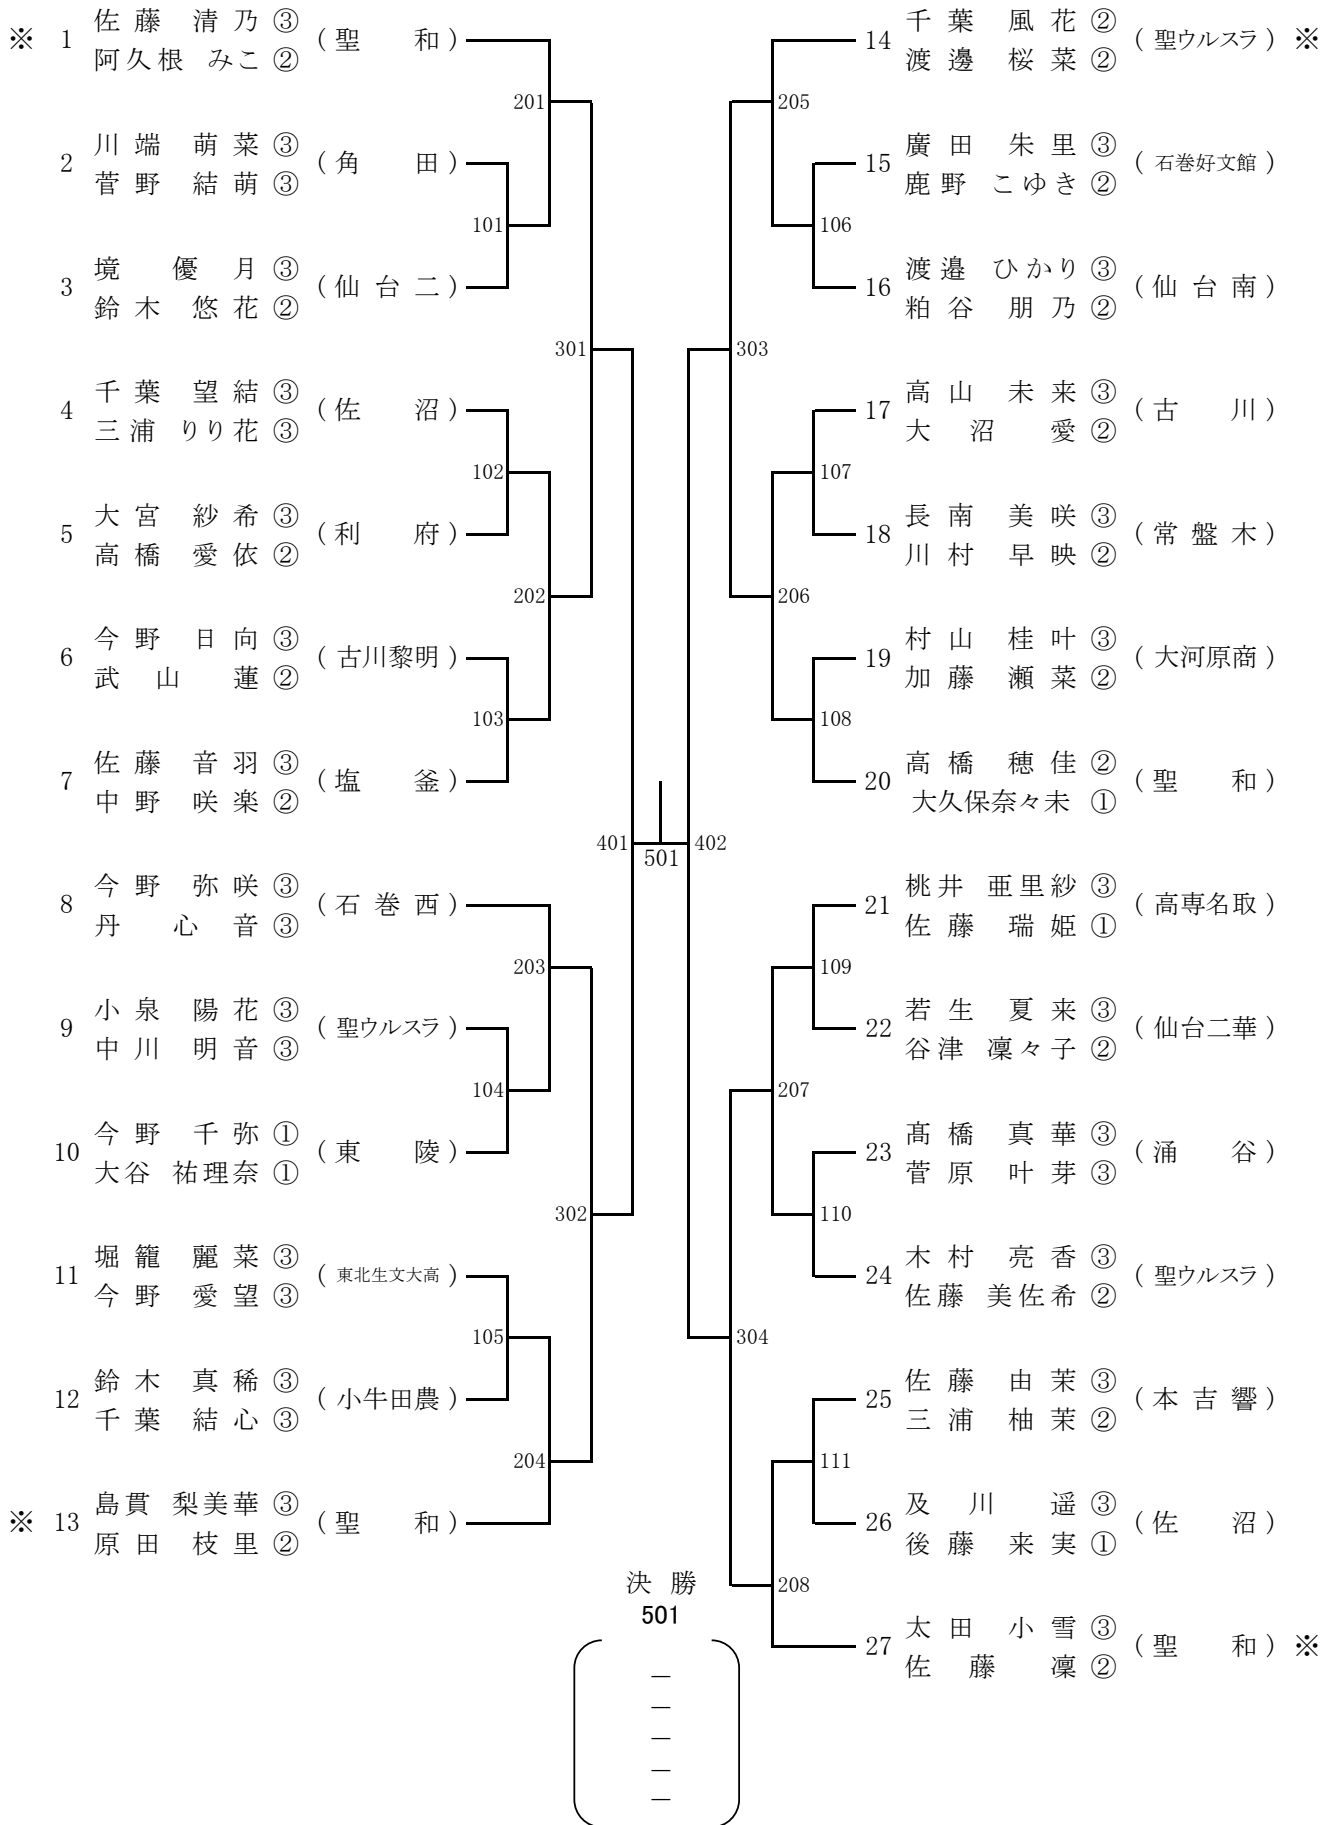 ※ 1 佐藤 清乃 ③ (聖 和)
阿久根 みこ ②
201
2 川端 萌菜 ③ (角 田)
菅野 結萌 ③
101
3 境 優月 ③ (仙台二)
鈴木 悠花 ②
301
4 千葉 望結 ③ (佐 沼)
三浦 りり花 ③
102
5 大宮 紗希 ③ (利 府)
高橋 愛依 ②
202
6 今野 日向 ③ (古川黎明)
武山 蓮 ②
103
7 佐藤 音羽 ③ (塩 釜)
中野 咲楽 ②
401
8 今野 弥咲 ③ (石巻西)
丹 心音 ③
203
9 小泉 陽花 ③ (聖ウルスラ)
中川 明音 ③
104
10 今野 千弥 ① (東 陵)
大谷 祐理奈 ①
302
11 堀籠 麗菜 ③ (東北生文大高)
今野 愛望 ③
105
12 鈴木 真稀 ③ (小牛田農)
千葉 結心 ③
204
※ 13 島貫 梨美華 ③ (聖 和)
原田 枝里 ②
501
14 千葉 風花 ② (聖ウルスラ) ※
渡邊 桜菜 ②
205
15 廣田 朱里 ③ (石巻好文館)
鹿野 こゆき ②
106
16 渡邉 ひかり ③ (仙台南)
粕谷 朋乃 ②
303
17 高山 未来 ③ (古 川)
大沼 愛 ②
107
18 長南 美咲 ③ (常盤木)
川村 早映 ②
206
19 村山 桂叶 ③ (大河原商)
加藤 瀬菜 ②
108
20 高橋 穂佳 ② (聖 和)
大久保奈々未 ①
402
21 桃井 亜里紗 ③ (高専名取)
佐藤 瑞姫 ①
109
22 若生 夏来 ③ (仙台二華)
谷津 凜々子 ②
207
23 髙橋 真華 ③ (涌 谷)
菅原 叶芽 ③
110
24 木村 亮香 ③ (聖ウルスラ)
佐藤 美佐希 ②
304
25 佐藤 由茉 ③ (本吉響)
三浦 柚茉 ②
111
26 及川 遥 ③ (佐 沼)
後藤 来実 ①
208
27 太田 小雪 ③ (聖 和) ※
佐藤 凜 ②
決 勝
501
―
―
―
―
―